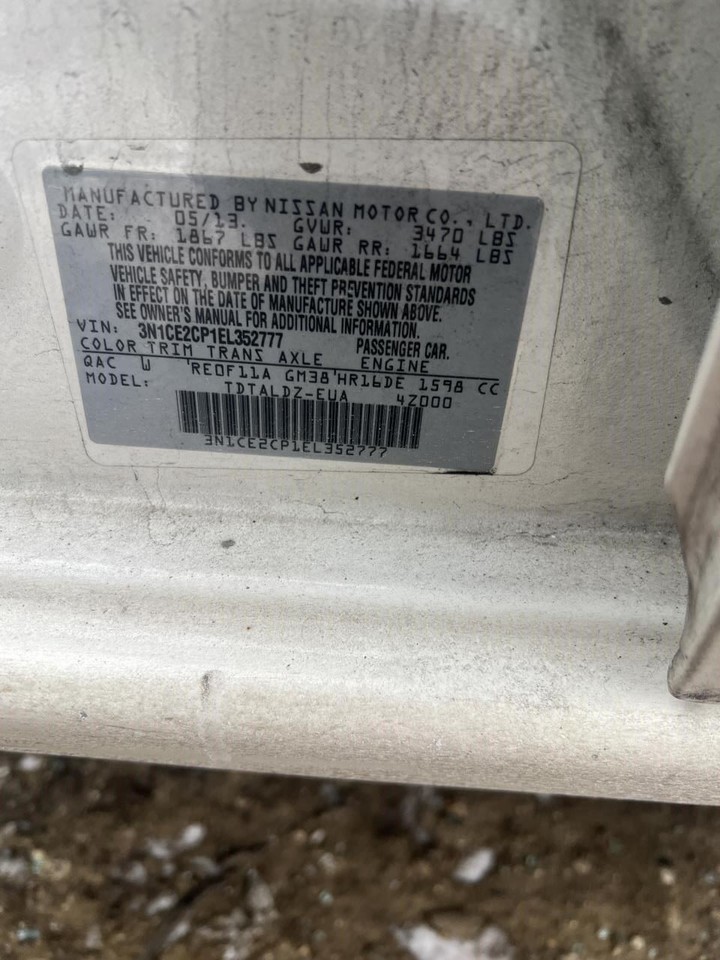 MANUFACTURED BY NISSAN MOTOR CO., LTD.
DATE: 05/13. GVWR: 3470 LBS
GAWR FR: 1867 LBS GAWR RR: 1664 LBS
THIS VEHICLE CONFORMS TO ALL APPLICABLE FEDERAL MOTOR
VEHICLE SAFETY, BUMPER AND THEFT PREVENTION STANDARDS
IN EFFECT ON THE DATE OF MANUFACTURE SHOWN ABOVE.
SEE OWNER'S MANUAL FOR ADDITIONAL INFORMATION.
VIN: 3N1CE2CP1EL352777 PASSENGER CAR.
COLOR TRIM TRANS AXLE ENGINE
QAC W RE0F11A GM38 HR16DE 1598 CC
MODEL: TDTALDZ-EUA 4Z000
3N1CE2CP1EL352777